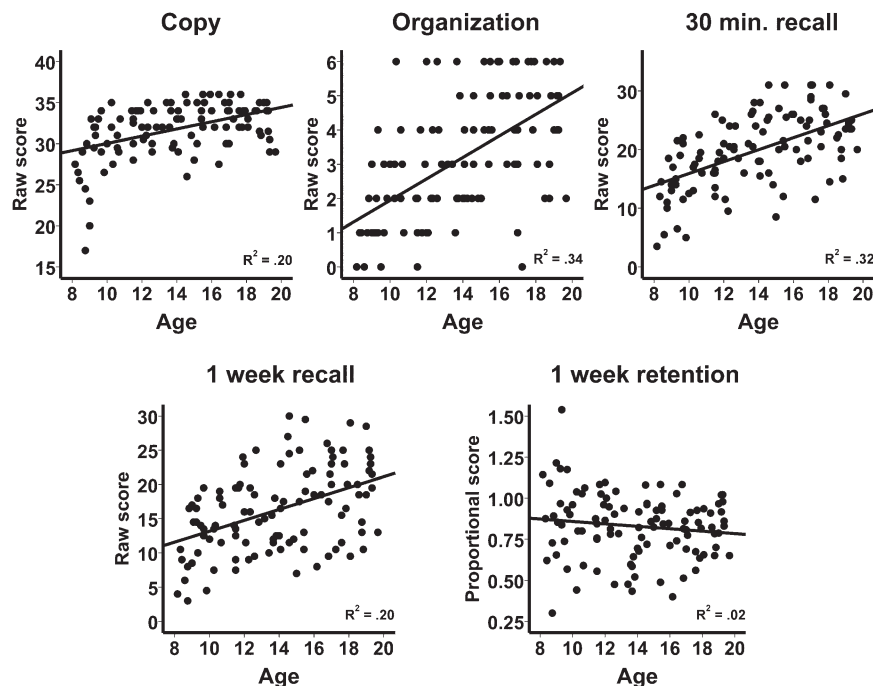 Copy
Organization
30 min. recall
40
35
30
25
20
15
Raw score
8 10 12 14 16 18 20
Age
R² = .20
6
5
4
3
2
1
0
Raw score
8 10 12 14 16 18 20
Age
R² = .34
30
20
10
0
Raw score
8 10 12 14 16 18 20
Age
R² = .32
1 week recall
1 week retention
30
25
20
15
10
5
0
Raw score
8 10 12 14 16 18 20
Age
R² = .20
1.50
1.25
1.00
0.75
0.50
0.25
Proportional score
8 10 12 14 16 18 20
Age
R² = .02